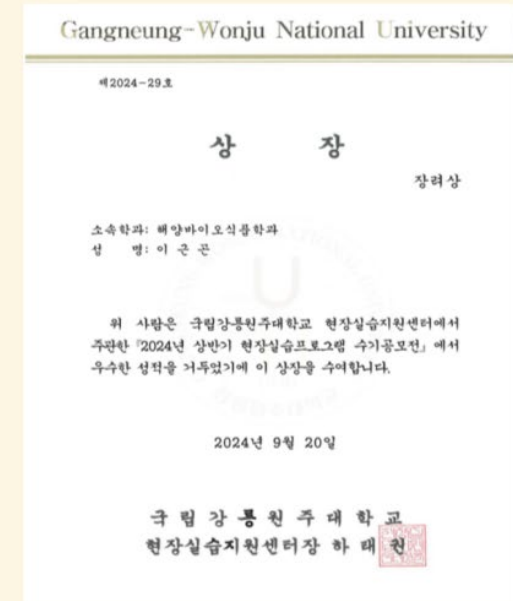 Gangneung-Wonju National University
제2024-29호
상 장
장려상
소속학과: 해양바이오식품학과
성 명: 이 근 곤
위 사람은 국립강릉원주대학교 현장실습지원센터에서
주관한 『2024년 상반기 현장실습프로그램 수기공모전』에서
우수한 성적을 거두었기에 이 상장을 수여합니다.
2024년 9월 20일
국 립 강 릉 원 주 대 학 교
현장실습지원센터장 하 태 권